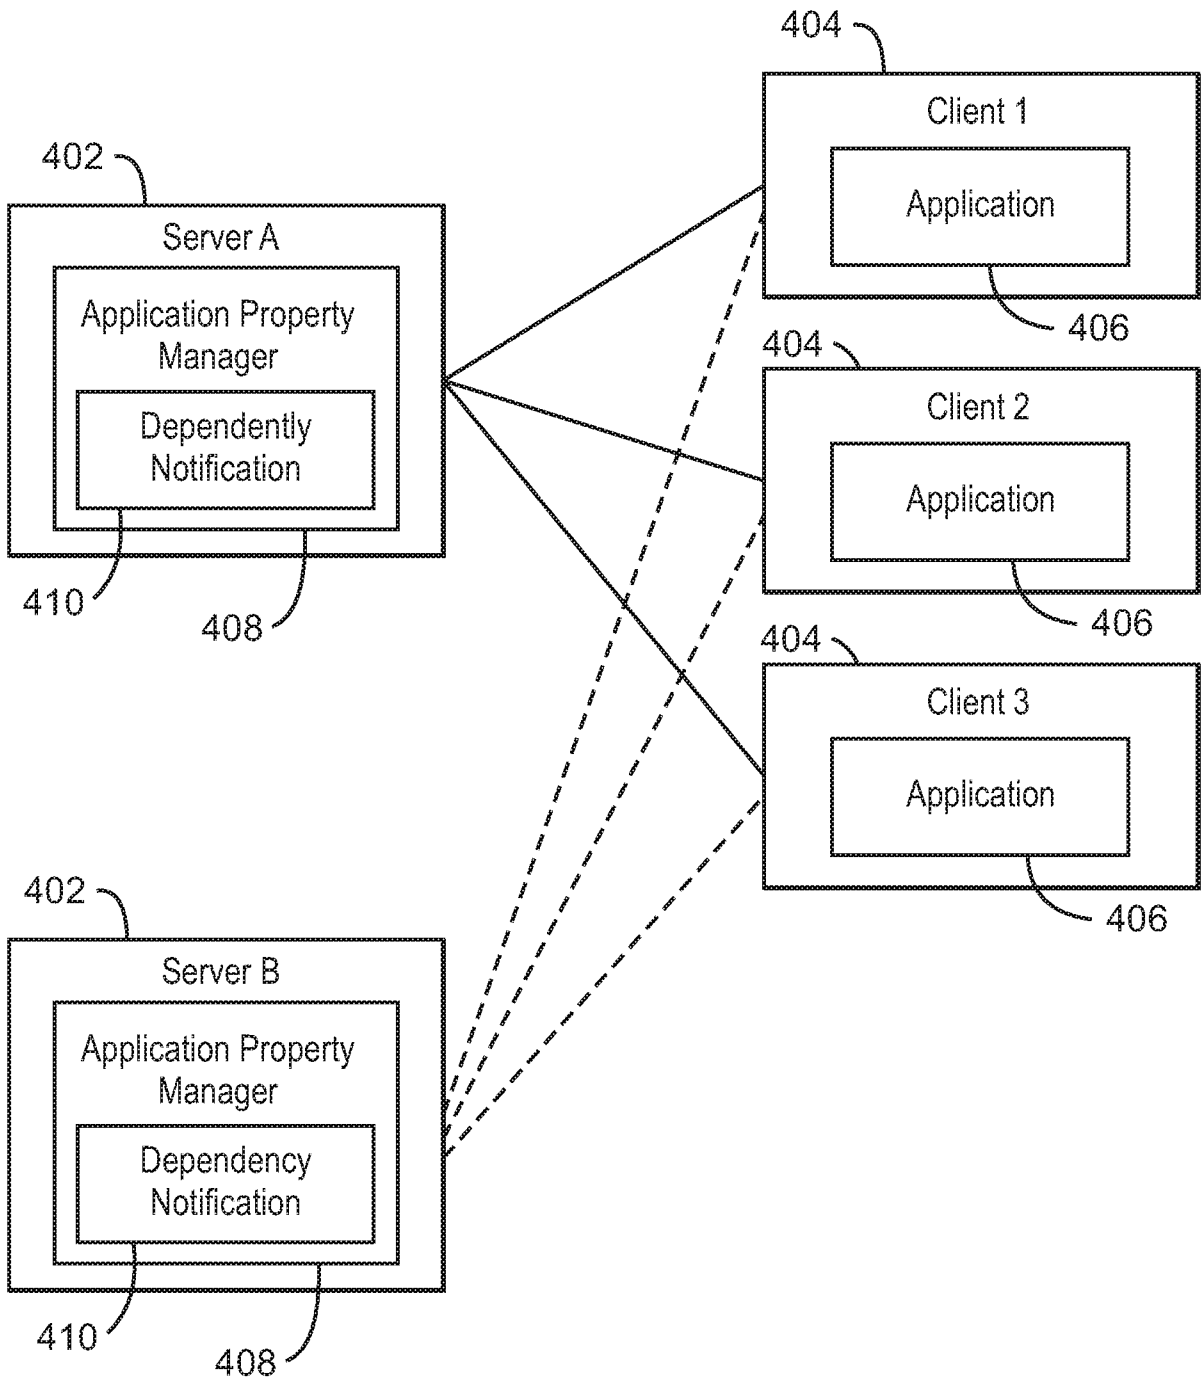 404
Client 1
Application
406
402
Server A
Application Property
Manager
Dependently
Notification
410
408
404
Client 2
Application
406
404
Client 3
Application
406
402
Server B
Application Property
Manager
Dependency
Notification
410
408